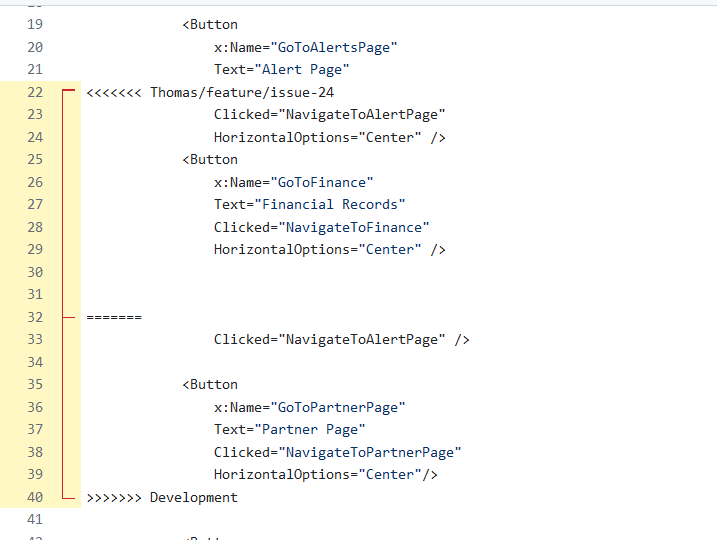 19 <Button
20 x:Name="GoToAlertsPage"
21 Text="Alert Page"
22 <<<<<<< Thomas/feature/issue-24
23 Clicked="NavigateToAlertPage"
24 HorizontalOptions="Center" />
25 <Button
26 x:Name="GoToFinance"
27 Text="Financial Records"
28 Clicked="NavigateToFinance"
29 HorizontalOptions="Center" />
30
31
32 =======
33 Clicked="NavigateToAlertPage" />
34
35 <Button
36 x:Name="GoToPartnerPage"
37 Text="Partner Page"
38 Clicked="NavigateToPartnerPage"
39 HorizontalOptions="Center"/>
40 >>>>>>> Development
41